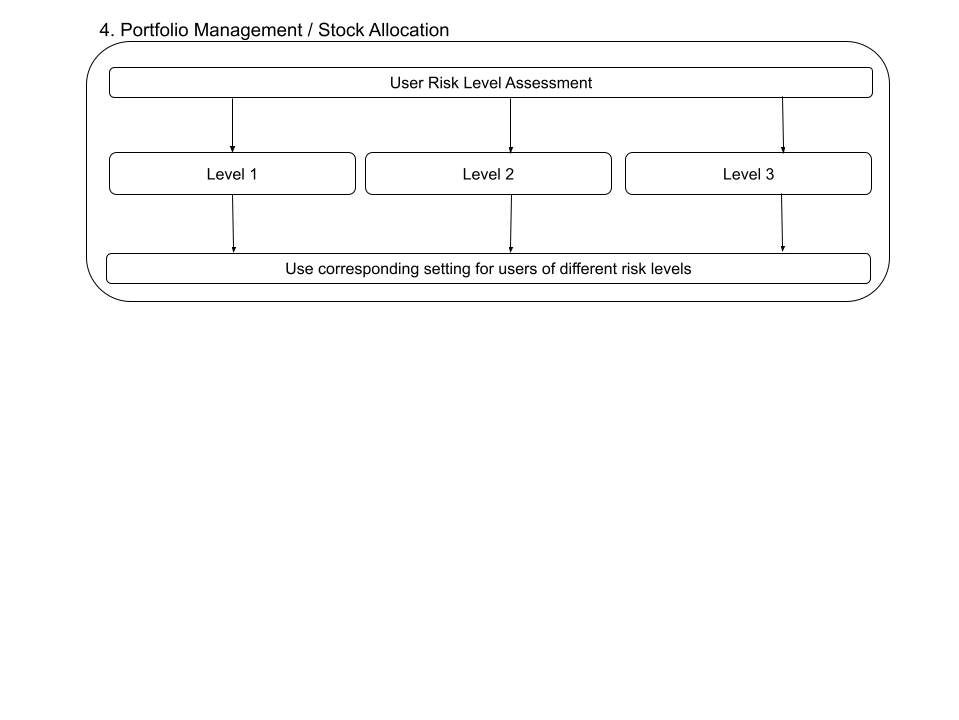 4. Portfolio Management / Stock Allocation
User Risk Level Assessment
Level 1
Level 2
Level 3
Use corresponding setting for users of different risk levels